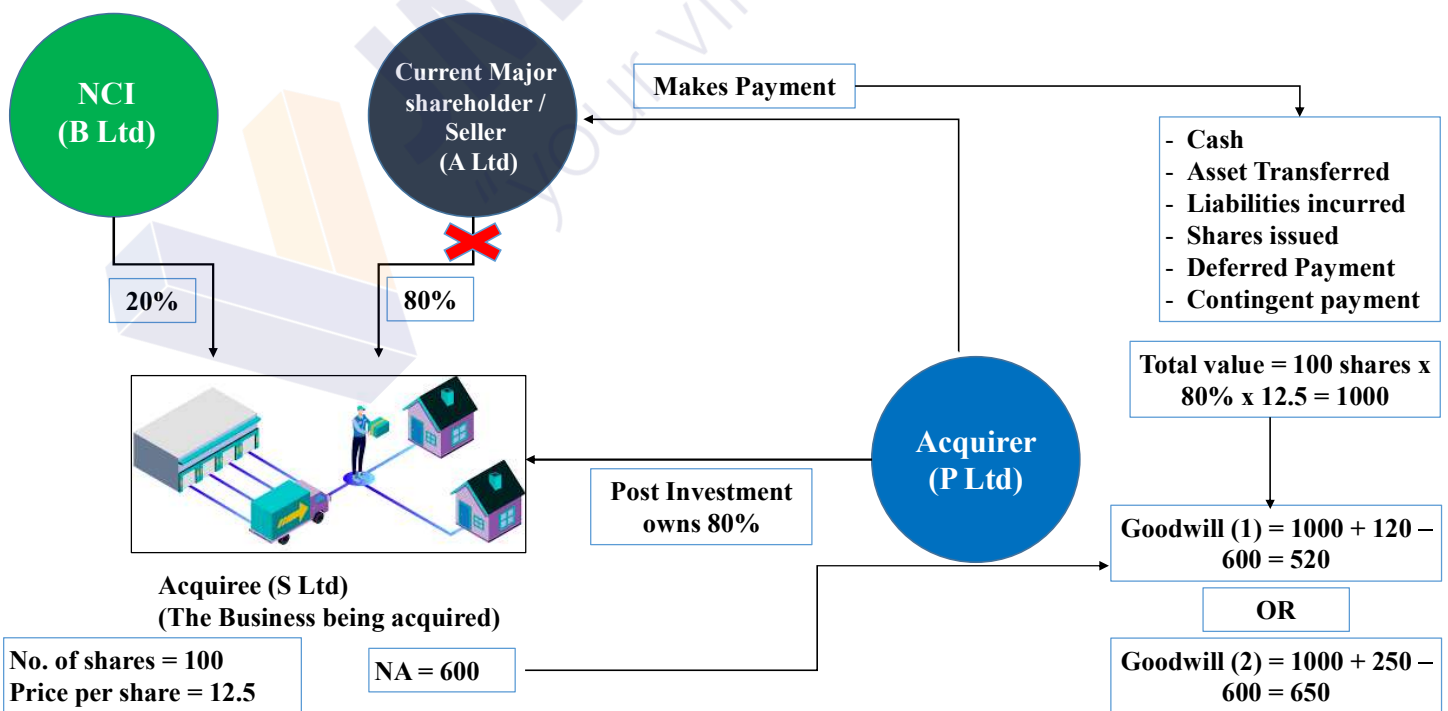 NCI
(B Ltd)
Current Major
shareholder /
Seller
(A Ltd)
Makes Payment
- Cash
- Asset Transferred
- Liabilities incurred
- Shares issued
- Deferred Payment
- Contingent payment
20%
80%
Total value = 100 shares x
80% x 12.5 = 1000
Acquirer
(P Ltd)
Post Investment
owns 80%
Goodwill (1) = 1000 + 120 –
600 = 520
OR
Goodwill (2) = 1000 + 250 –
600 = 650
Acquiree (S Ltd)
(The Business being acquired)
No. of shares = 100
Price per share = 12.5
NA = 600
"your